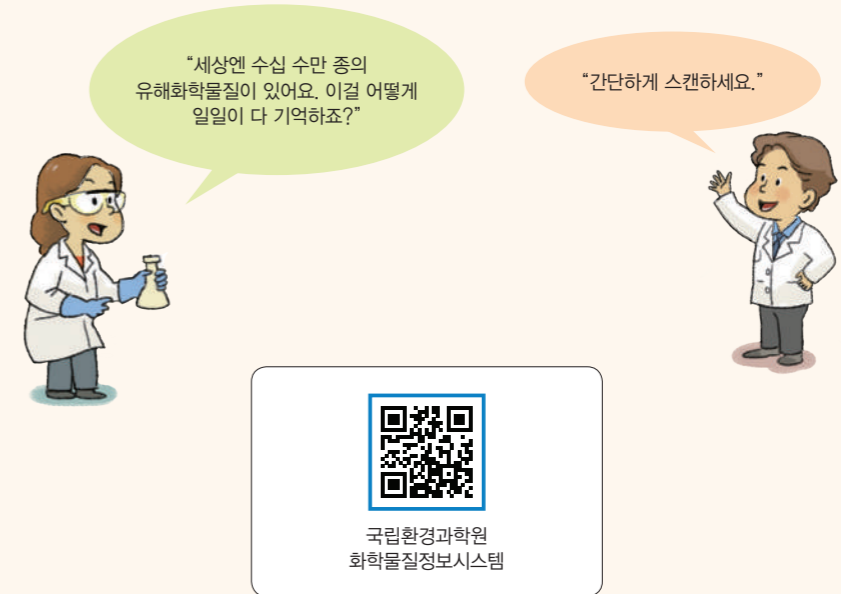 “세상엔 수십 수만 종의
유해화학물질이 있어요. 이걸 어떻게
일일이 다 기억하죠?”
“간단하게 스캔하세요.”
국립환경과학원
화학물질정보시스템